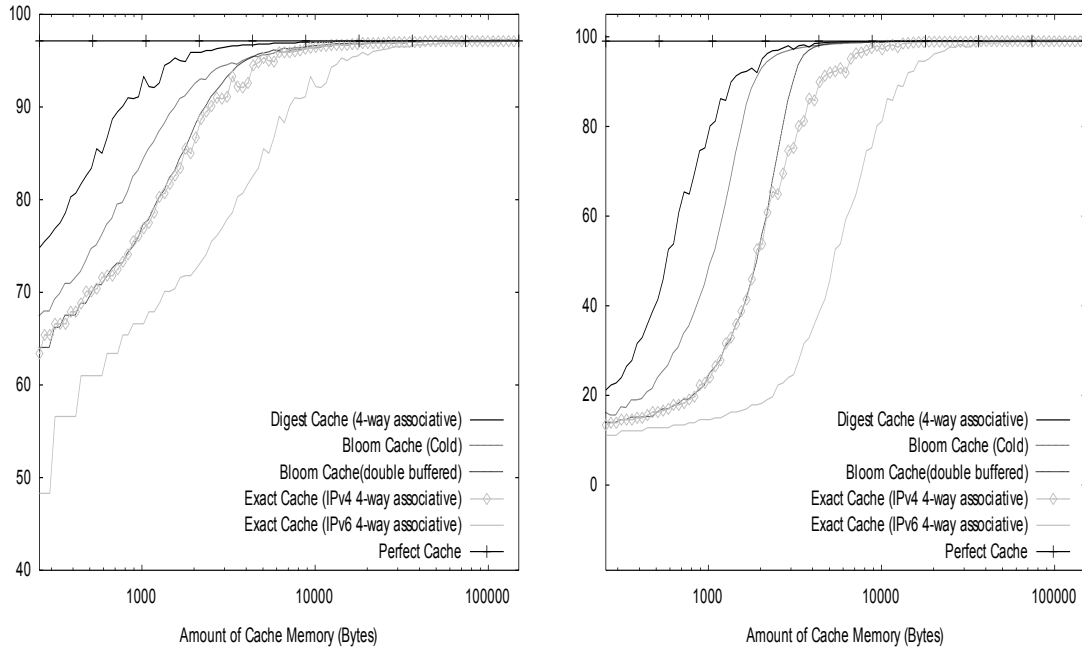 100
90
80
70
60
50
40
1000
10000
100000
Amount of Cache Memory (Bytes)
Digest Cache (4-way associative)
Bloom Cache (Cold)
Bloom Cache(double buffered)
Exact Cache (IPv4 4-way associative)
Exact Cache (IPv6 4-way associative)
Perfect Cache
100
80
60
40
20
0
1000
10000
100000
Amount of Cache Memory (Bytes)
Digest Cache (4-way associative)
Bloom Cache (Cold)
Bloom Cache(double buffered)
Exact Cache (IPv4 4-way associative)
Exact Cache (IPv6 4-way associative)
Perfect Cache